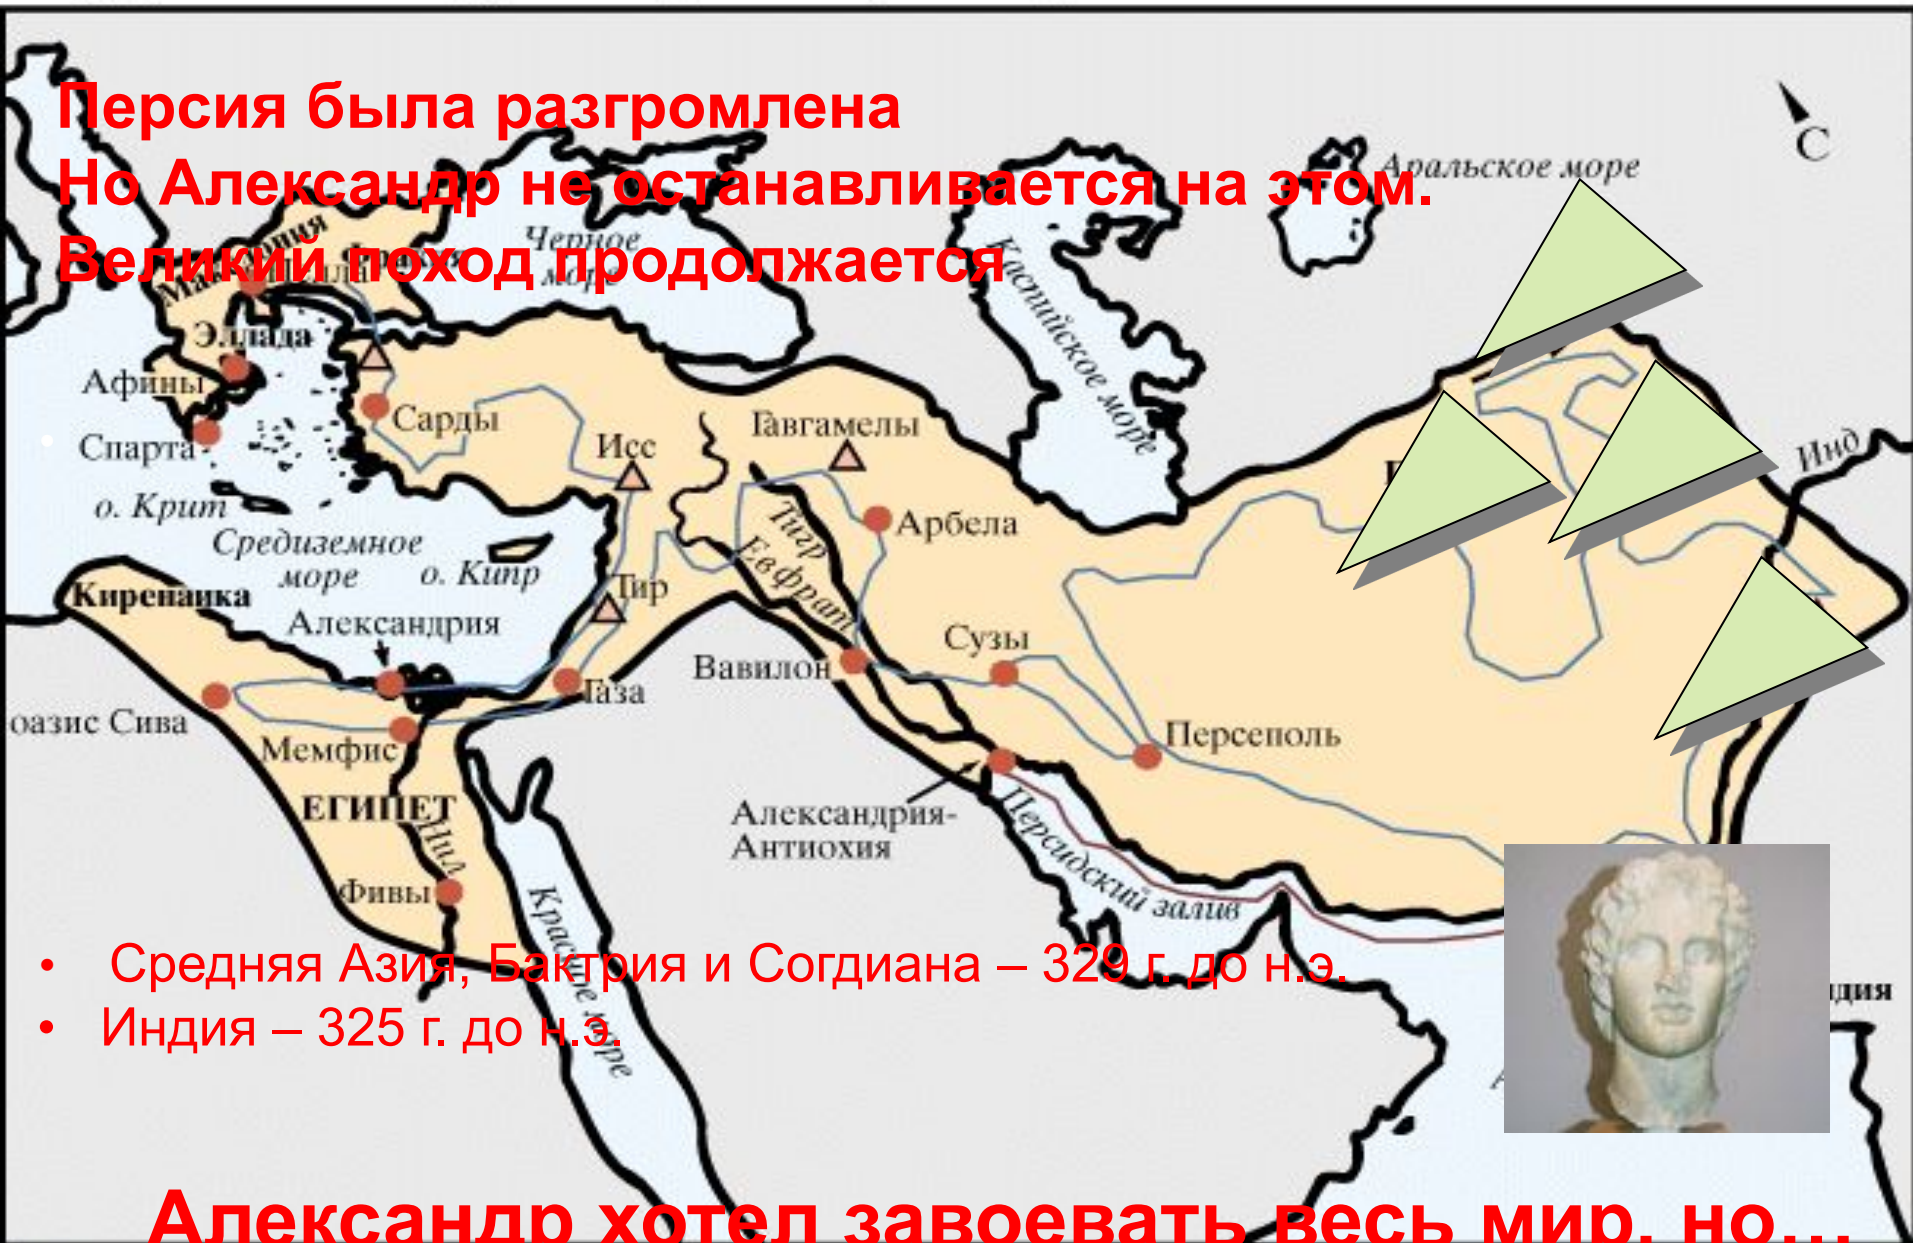 Персия была разгромлена
Но Александр не останавливается на этом.
Великий поход продолжается
С
Аральское море
Черное
море
Каспийское море
Македония
Фракия
Пелла
Эллада
Афины
Спарта
Сарды
Исс
Гавгамелы
Инд
о. Крит
Средиземное
море
о. Кипр
Тигр
Евфрат
Арбела
Киренаика
Александрия
Тир
Сузы
Вавилон
Газа
оазис Сива
Мемфис
Персеполь
ЕГИПЕТ
Нил
Александрия-
Антиохия
Фивы
Персидский залив
Красное море
• Средняя Азия, Бактрия и Согдиана – 329 г. до н.э.
• Индия – 325 г. до н.э.
дия
Александр хотел завоевать весь мир, но…